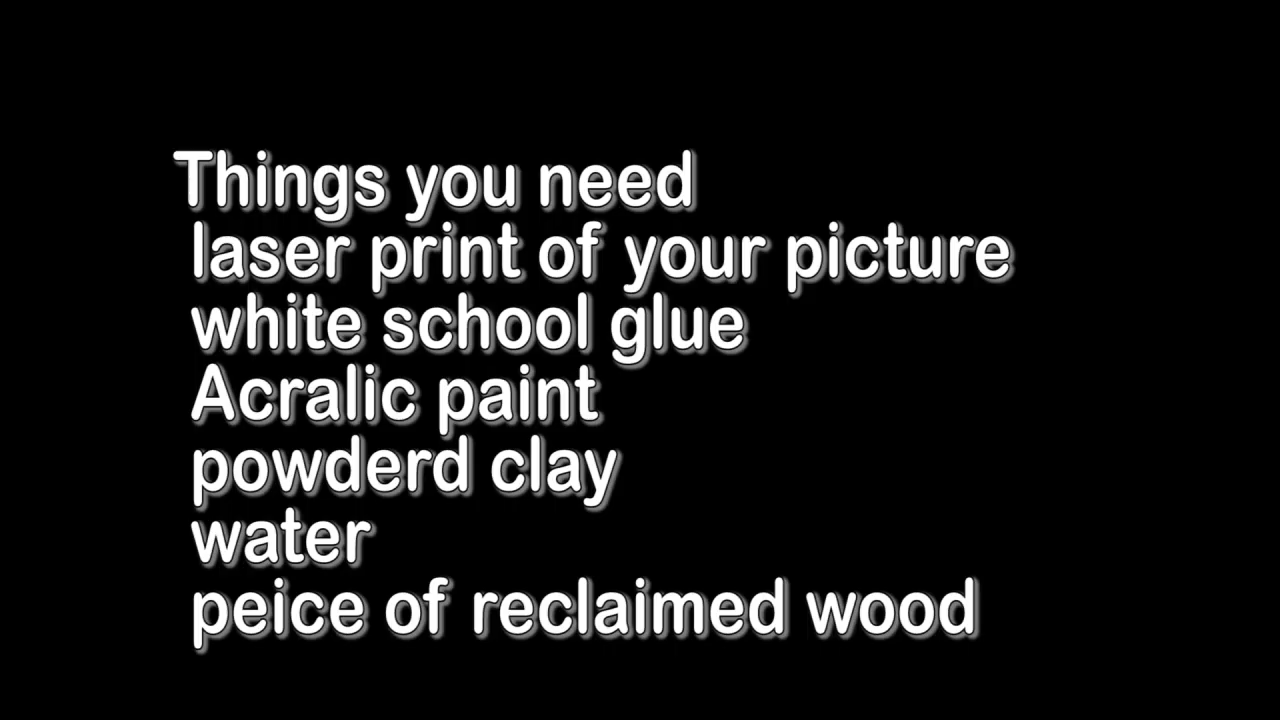 Things you need
laser print of your picture
white school glue
Acralic paint
powderd clay
water
peice of reclaimed wood